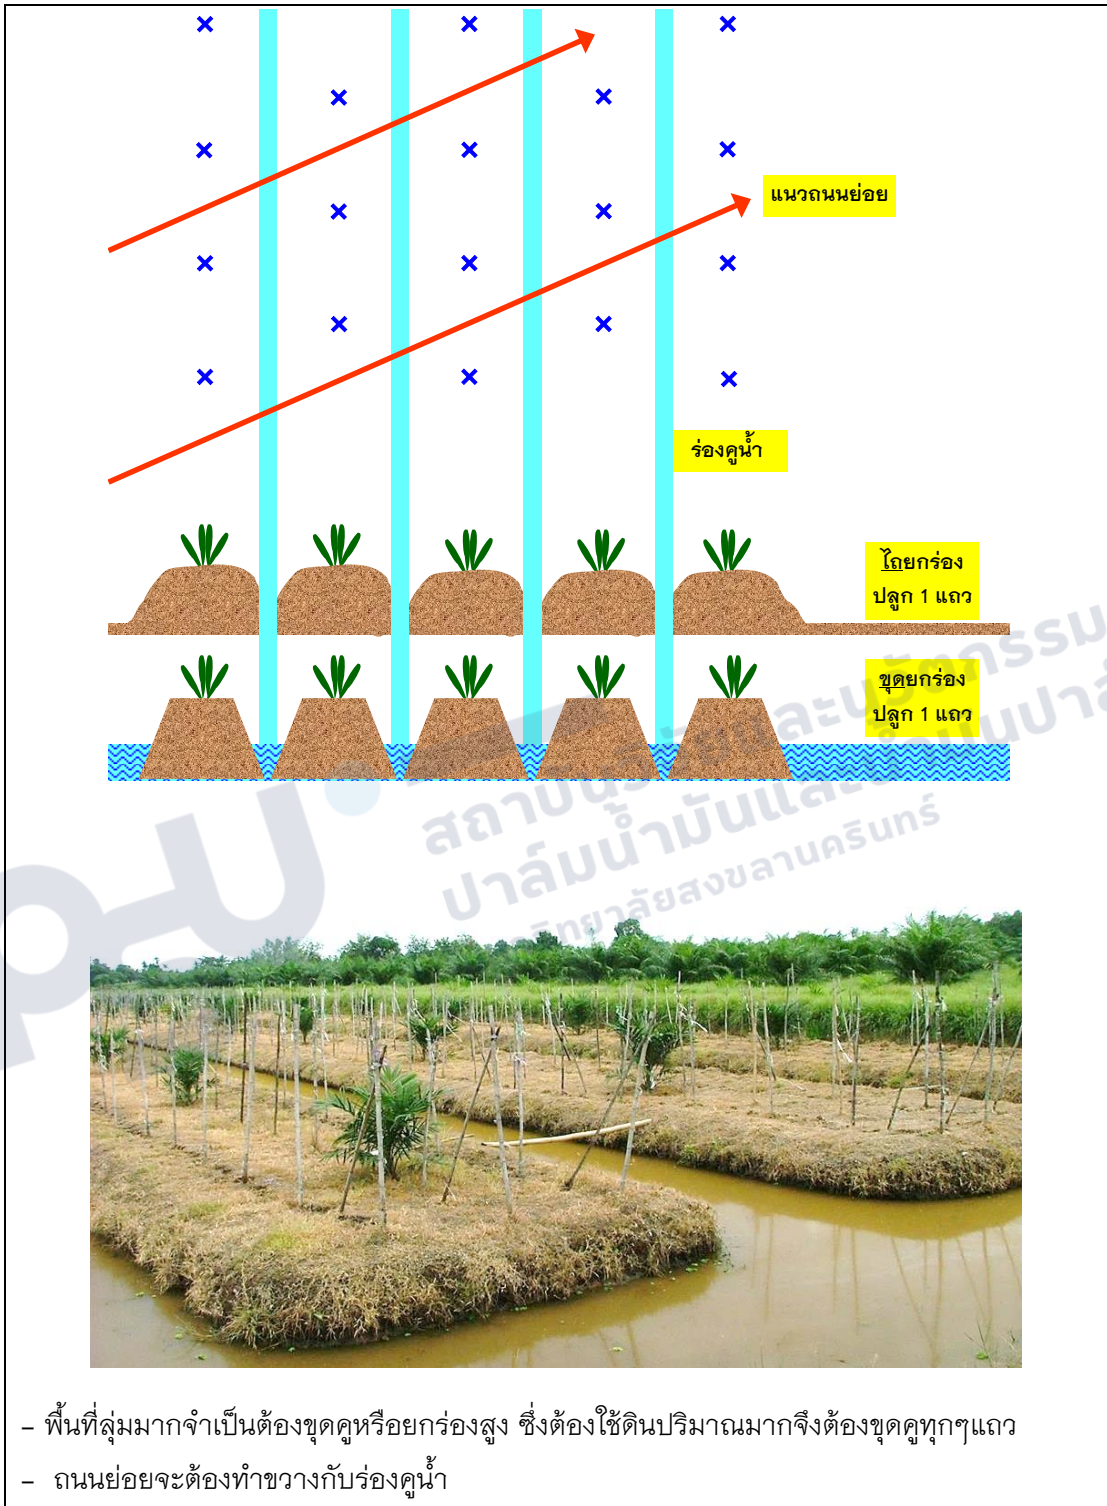 แนวถนนย่อย
ร่องคูน้ำ
ไถยกร่อง
ปลูก 1 แถว
ขุดยกร่อง
ปลูก 1 แถว
สถาบันวิจัยและนวัตกรรม
ปาล์มน้ำมันและน้ำมันปาล์
วิทยาลัยสงขลานครินทร์
- พื้นที่ลุ่มมากจำเป็นต้องขุดคูหรือยกร่องสูง ซึ่งต้องใช้ดินปริมาณมากจึงต้องขุดคูทุกๆแถว
- ถนนย่อยจะต้องทำขวางกับร่องคูน้ำ